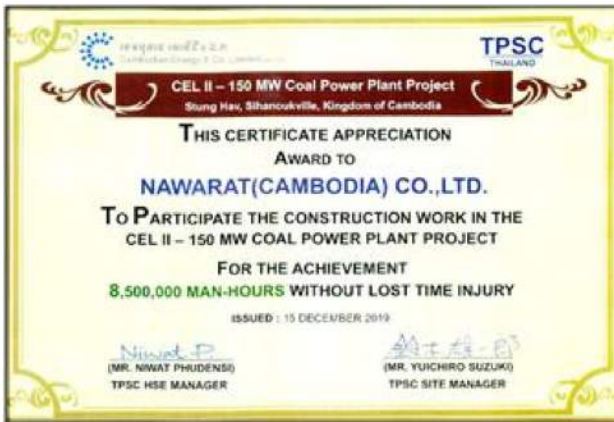 TPSC
THAILAND
CEL II – 150 MW Coal Power Plant Project
Stung Hav, Sihanoukville, Kingdom of Cambodia
THIS CERTIFICATE APPRECIATION
AWARD TO
NAWARAT(CAMBODIA) CO.,LTD.
TO PARTICIPATE THE CONSTRUCTION WORK IN THE
CEL II – 150 MW COAL POWER PLANT PROJECT
FOR THE ACHIEVEMENT
8,500,000 MAN-HOURS WITHOUT LOST TIME INJURY
ISSUED : 15 DECEMBER 2019
Niwat P.
(MR. NIWAT PHUDENSI) (MR. YUICHIRO SUZUKI)
TPSC HSE MANAGER TPSC SITE MANAGER